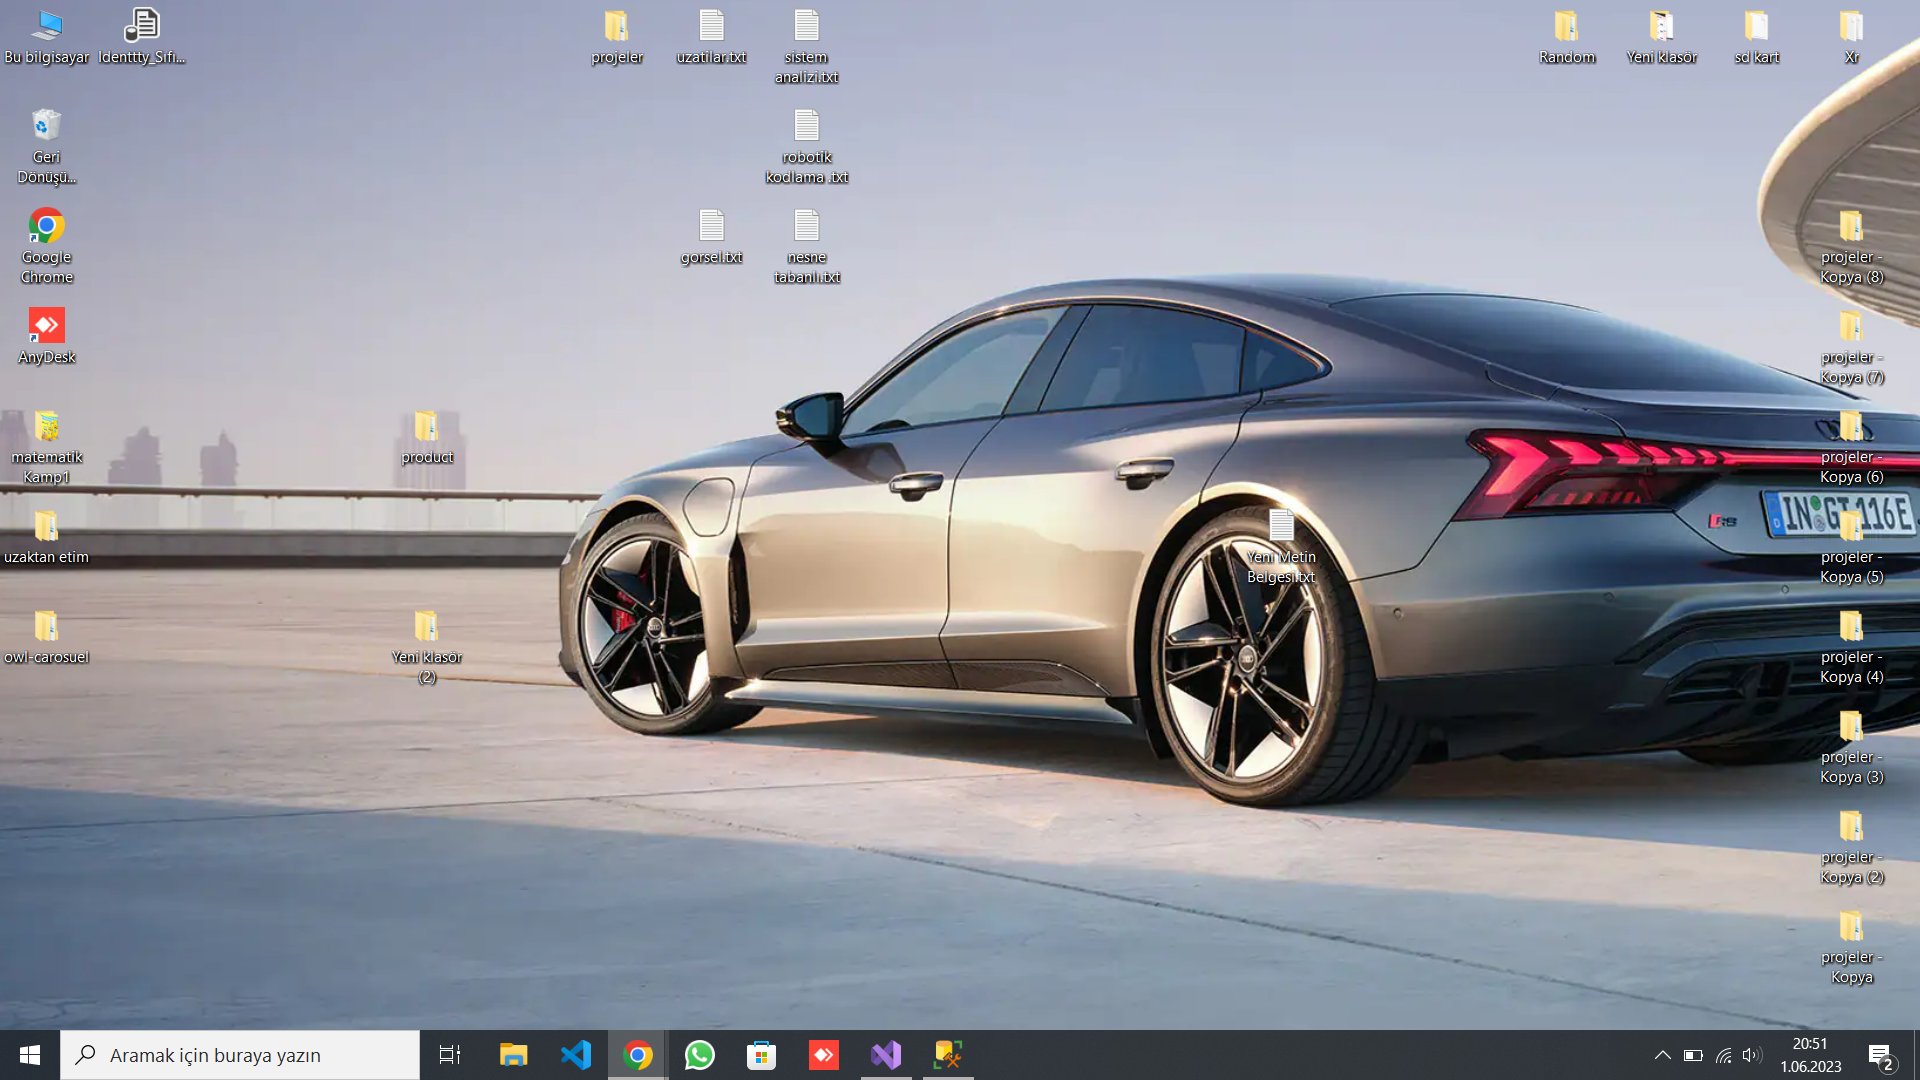 Bu bilgisayar
Identtty_Sıfı...
projeler
uzatilar.txt
sistem
analizi.txt
Random
Yeni klasör
sd kart
Xr
Geri
Dönüşü...
robotik
kodlama .txt
Google
Chrome
gorsel.txt
nesne
tabanlı.txt
projeler -
Kopya (8)
AnyDesk
projeler -
Kopya (7)
matematik
Kamp1
product
projeler -
Kopya (6)
IN GT 116E
RS
uzaktan etim
Yeni Metin
Belgesi.txt
projeler -
Kopya (5)
owl-carosuel
Yeni klasör
(2)
projeler -
Kopya (4)
projeler -
Kopya (3)
projeler -
Kopya (2)
projeler -
Kopya
Aramak için buraya yazın
20:51
1.06.2023
2